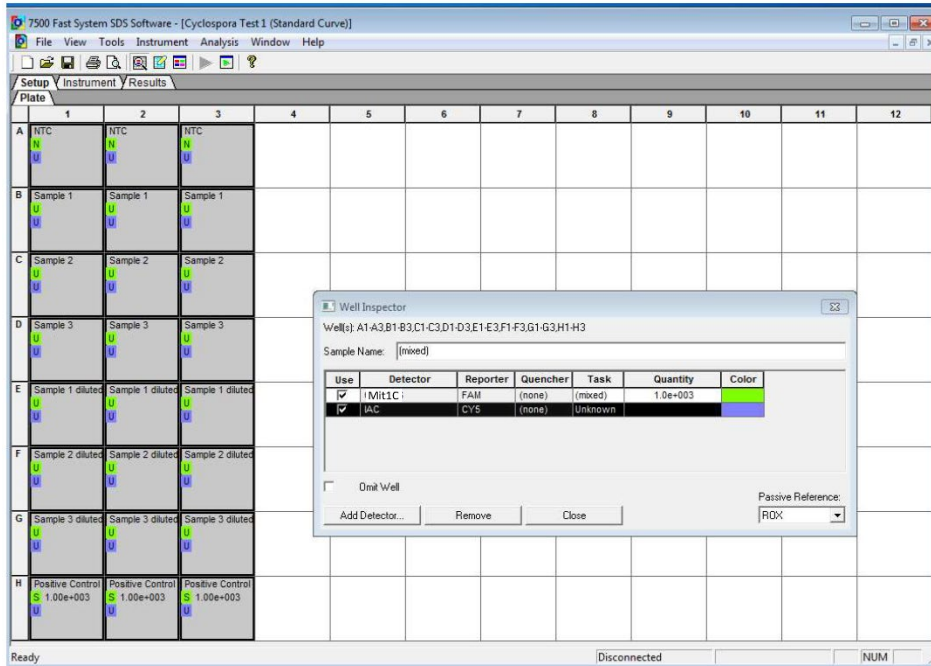 7500 Fast System SDS Software - [Cyclospora Test 1 (Standard Curve)]
File View Tools Instrument Analysis Window Help
Setup Instrument Results
Plate
1 2 3 4 5 6 7 8 9 10 11 12
A NTC NTC NTC
N N N
U U U
B Sample 1 Sample 1 Sample 1
U U U
U U U
C Sample 2 Sample 2 Sample 2
U U U
U U U
D Sample 3 Sample 3 Sample 3
U U U
U U U
E Sample 1 diluted Sample 1 diluted Sample 1 diluted
U U U
U U U
F Sample 2 diluted Sample 2 diluted Sample 2 diluted
U U U
U U U
G Sample 3 diluted Sample 3 diluted Sample 3 diluted
U U U
U U U
H Positive Control Positive Control Positive Control
S 1.00e+003 S 1.00e+003 S 1.00e+003
U U U
Well Inspector
Well(s): A1-A3,B1-B3,C1-C3,D1-D3,E1-E3,F1-F3,G1-G3,H1-H3
Sample Name: (mixed)
Use Detector Reporter Quencher Task Quantity Color
Mit1C FAM (none) (mixed) 1.0e+003
IAC CY5 (none) Unknown
Omit Well
Passive Reference:
Add Detector... Remove Close ROX
Ready Disconnected NUM